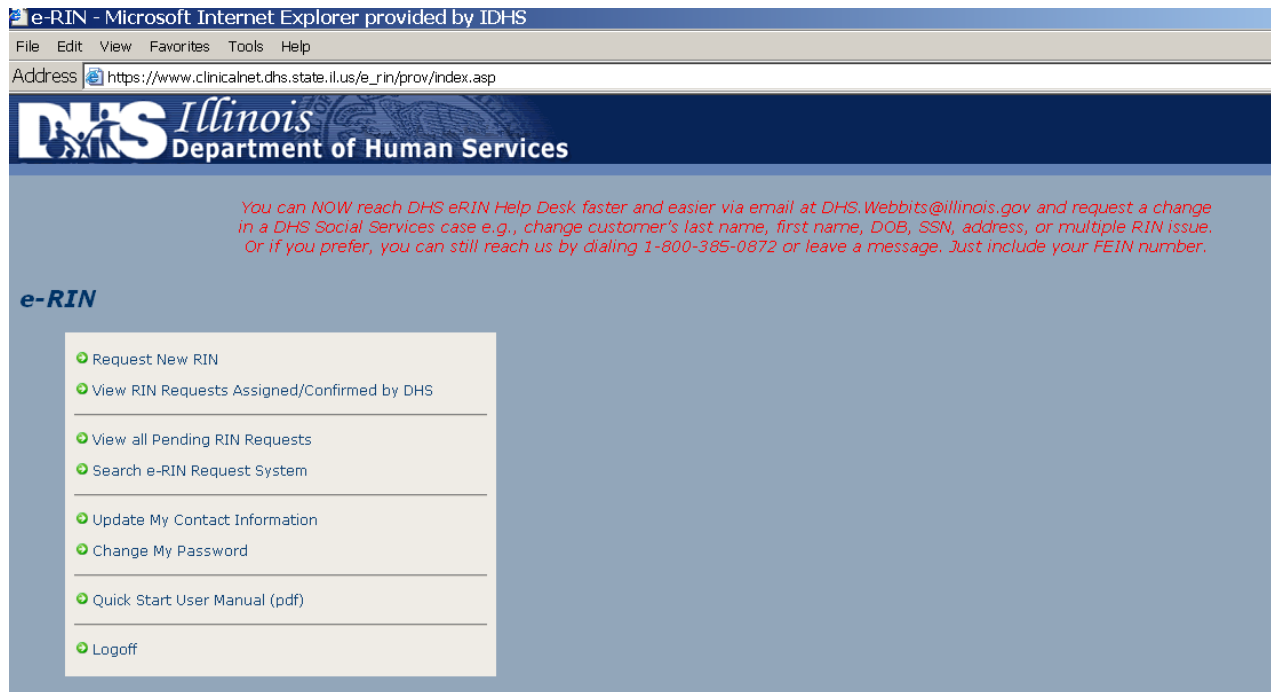 e-RIN - Microsoft Internet Explorer provided by IDHS
File Edit View Favorites Tools Help
Address https://www.clinicalnet.dhs.state.il.us/e_rin/prov/index.asp
DHS Illinois
Department of Human Services
You can NOW reach DHS eRIN Help Desk faster and easier via email at DHS.Webbits@illinois.gov and request a change
in a DHS Social Services case e.g., change customer's last name, first name, DOB, SSN, address, or multiple RIN issue.
Or if you prefer, you can still reach us by dialing 1-800-385-0872 or leave a message. Just include your FEIN number.
e-RIN
Request New RIN
View RIN Requests Assigned/Confirmed by DHS
View all Pending RIN Requests
Search e-RIN Request System
Update My Contact Information
Change My Password
Quick Start User Manual (pdf)
Logoff